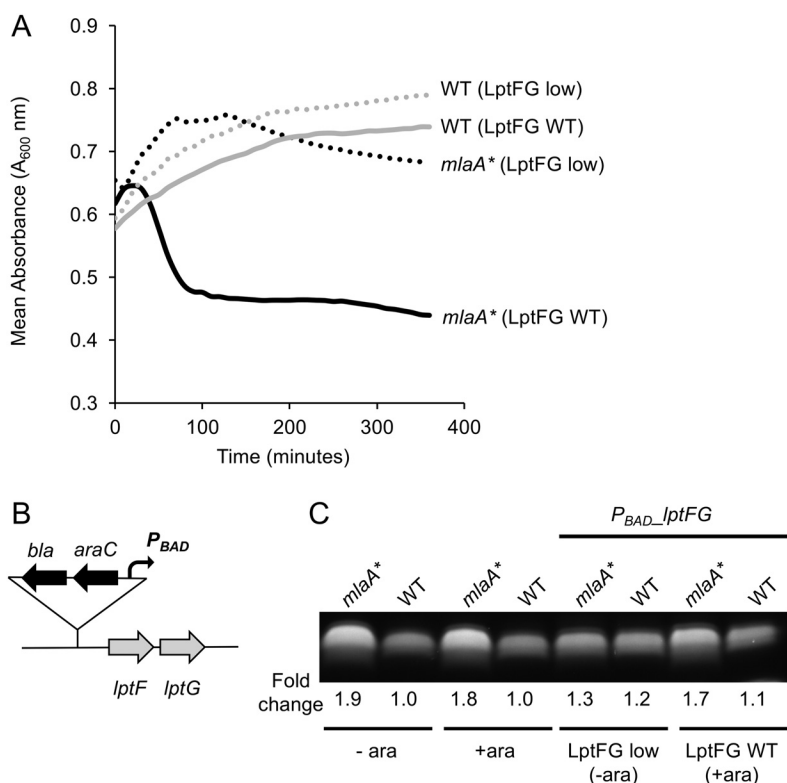 A
0.9
0.8
0.7
0.6
0.5
0.4
0.3
Mean Absorbance (A600 nm)
0 100 200 300 400
Time (minutes)
WT (LptFG low)
WT (LptFG WT)
mlaA* (LptFG low)
mlaA* (LptFG WT)
B
bla araC PBAD
lptF lptG
C
PBAD_lptFG
mlaA* WT mlaA* WT mlaA* WT mlaA* WT
Fold
change
1.9 1.0 1.8 1.0 1.3 1.2 1.7 1.1
- ara +ara LptFG low LptFG WT
(-ara) (+ara)